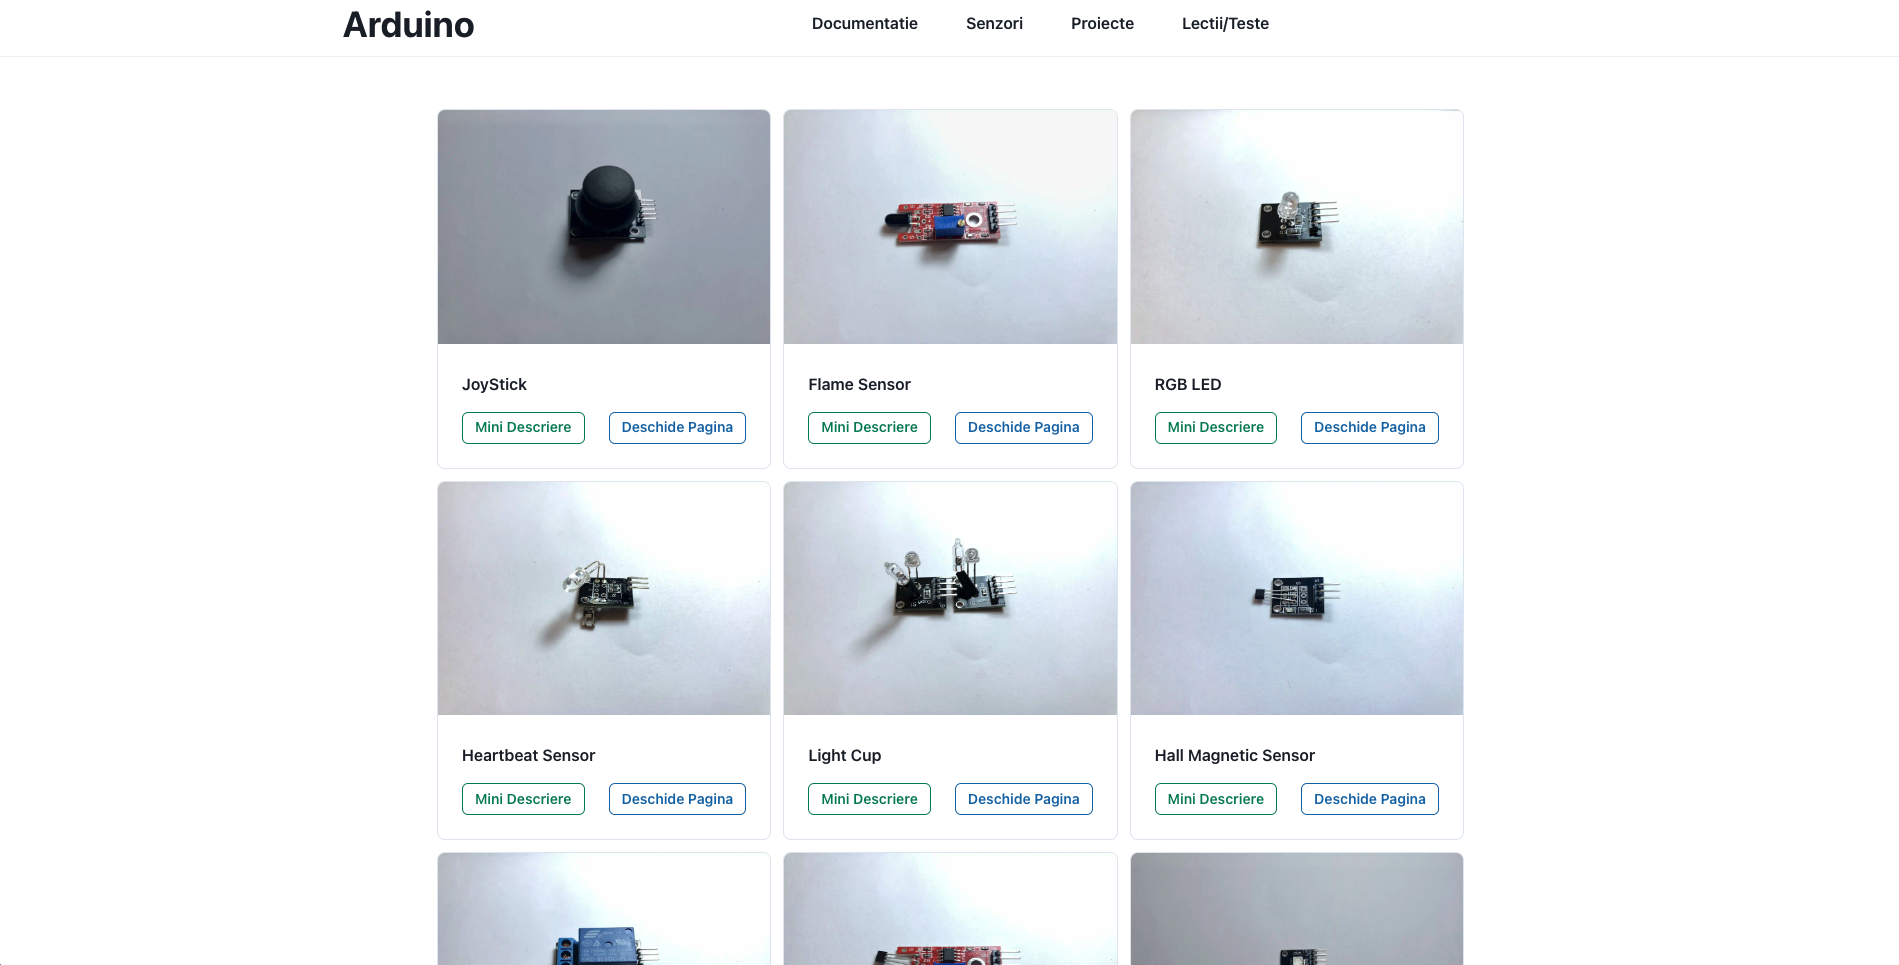 Arduino
Documentatie Senzori Proiecte Lectii/Teste
JoyStick
Mini Descriere Deschide Pagina
Flame Sensor
Mini Descriere Deschide Pagina
RGB LED
Mini Descriere Deschide Pagina
Heartbeat Sensor
Mini Descriere Deschide Pagina
Light Cup
Mini Descriere Deschide Pagina
Hall Magnetic Sensor
Mini Descriere Deschide Pagina